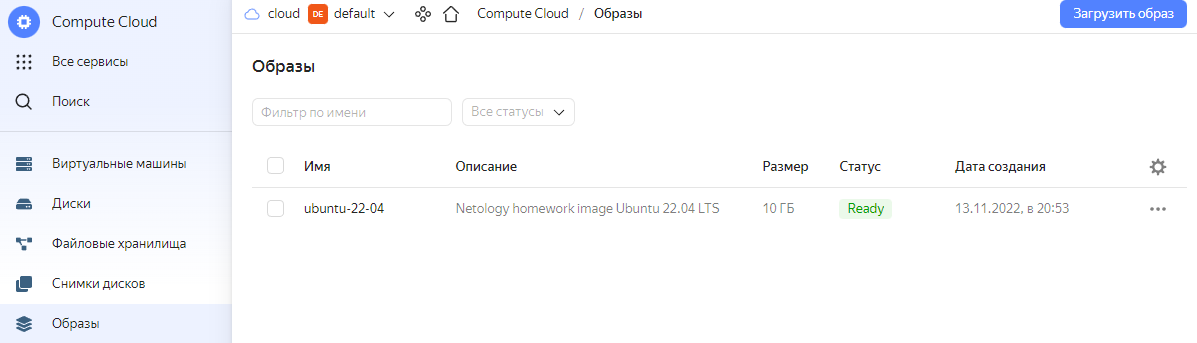 Compute Cloud
Все сервисы
Поиск
Виртуальные машины
Диски
Файловые хранилища
Снимки дисков
Образы
cloud DE default Compute Cloud / Образы Загрузить образ
Образы
Фильтр по имени Все статусы
Имя Описание Размер Статус Дата создания
ubuntu-22-04 Netology homework image Ubuntu 22.04 LTS 10 ГБ Ready 13.11.2022, в 20:53